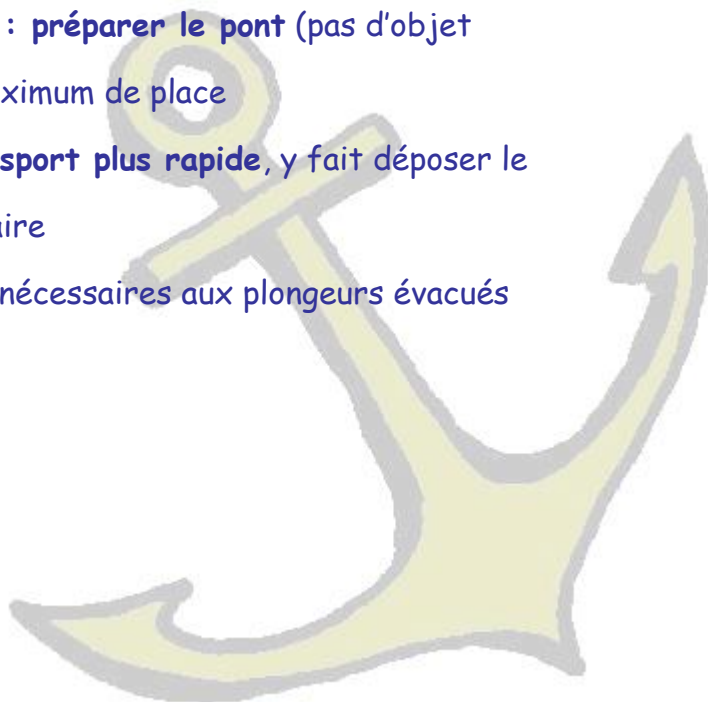 : préparer le pont (pas d’objet
ximum de place
sport plus rapide, y fait déposer le
ire
nécessaires aux plongeurs évacués